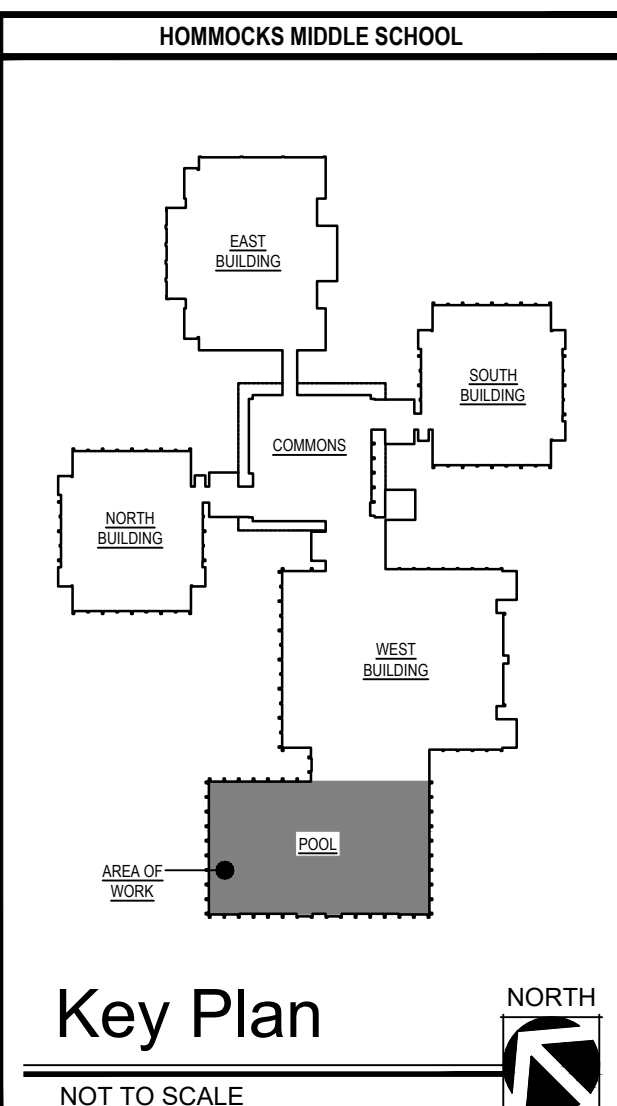 HOMMOCKS MIDDLE SCHOOL
EAST
BUILDING
SOUTH
BUILDING
COMMONS
NORTH
BUILDING
WEST
BUILDING
POOL
AREA OF
WORK
Key Plan
NORTH
NOT TO SCALE